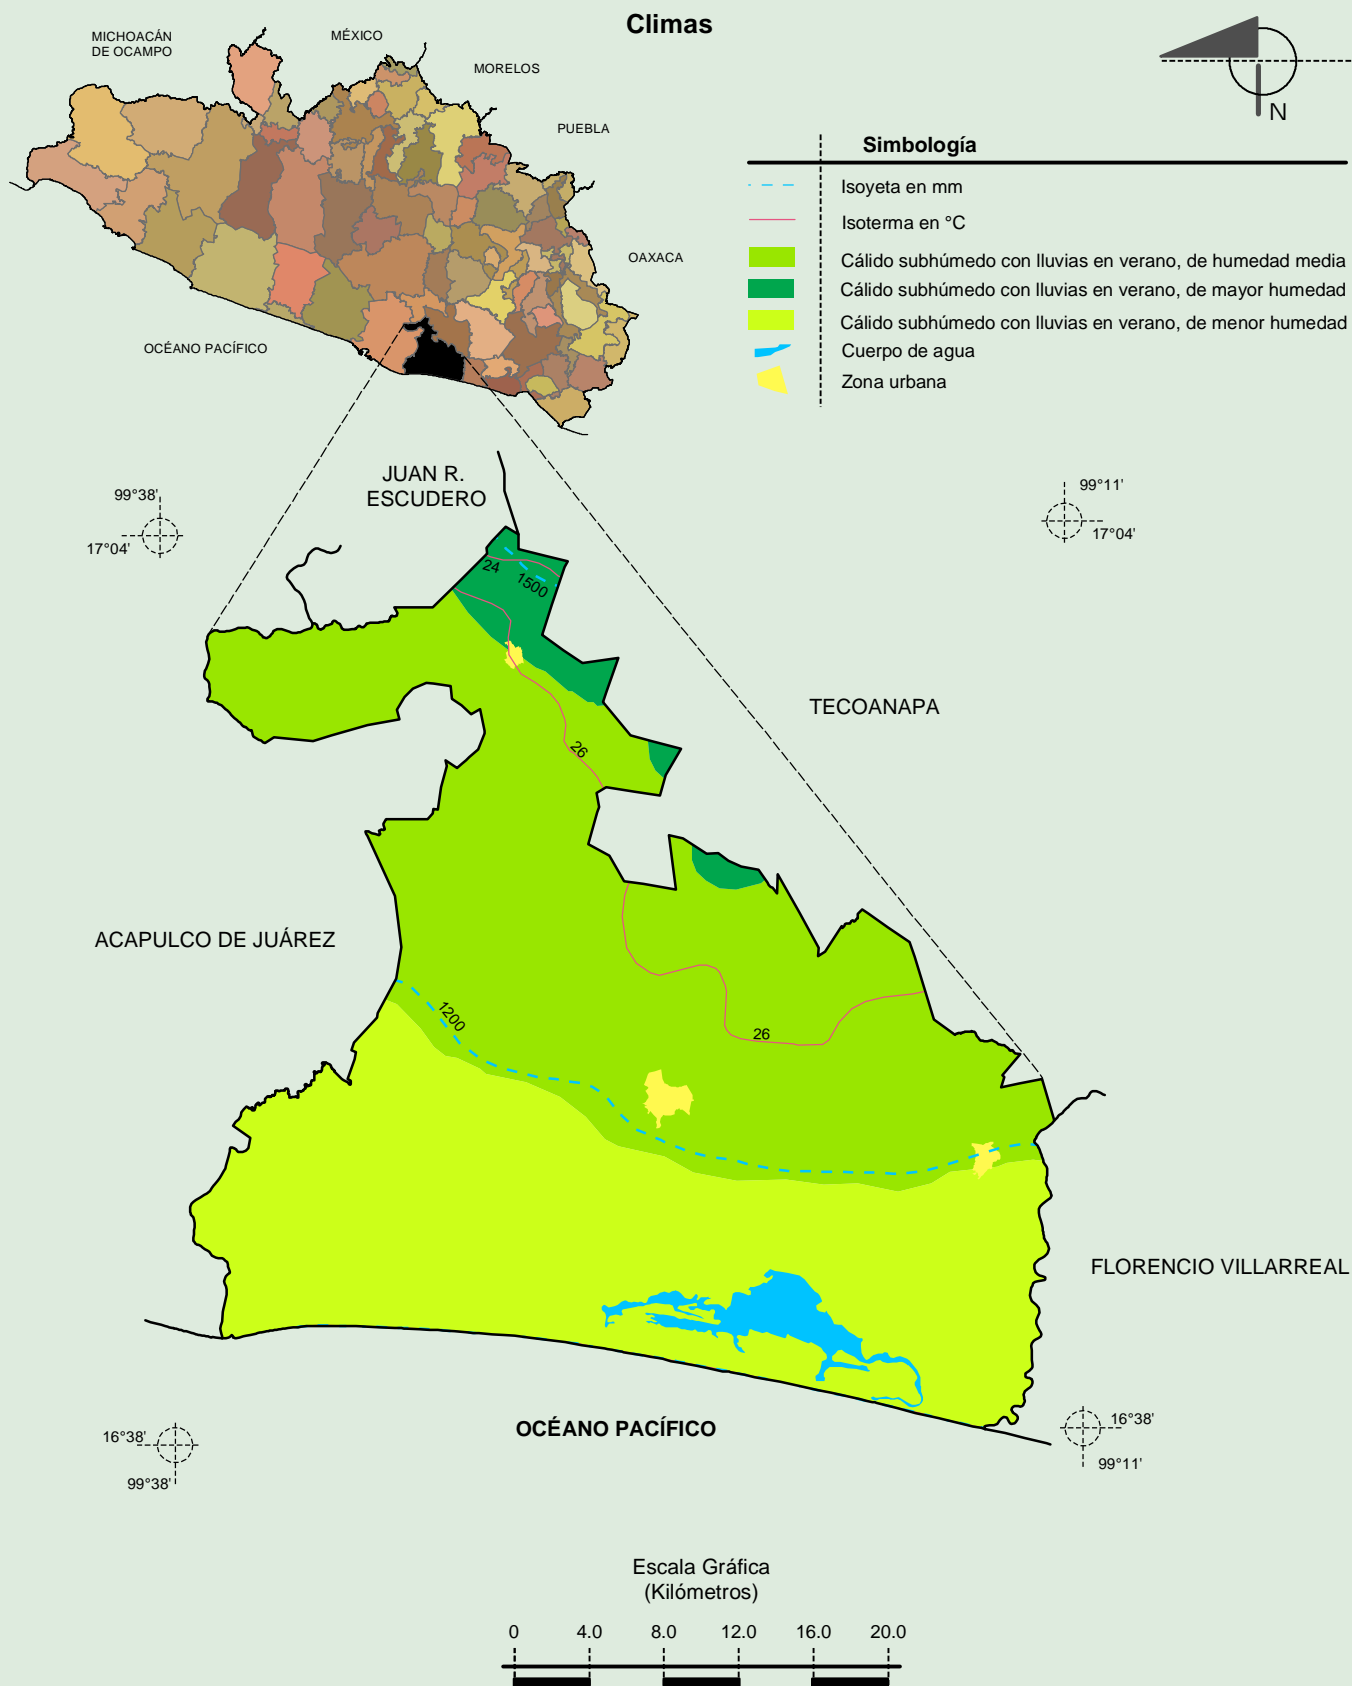 Climas
MICHOACÁN
DE OCAMPO
MÉXICO
MORELOS
PUEBLA
OAXACA
OCÉANO PACÍFICO
N
Simbología
Isoyeta en mm
Isoterma en °C
Cálido subhúmedo con lluvias en verano, de humedad media
Cálido subhúmedo con lluvias en verano, de mayor humedad
Cálido subhúmedo con lluvias en verano, de menor humedad
Cuerpo de agua
Zona urbana
JUAN R.
ESCUDERO
99°38'
17°04'
99°11'
17°04'
24
1500
TECOANAPA
26
ACAPULCO DE JUÁREZ
1200
26
FLORENCIO VILLARREAL
OCÉANO PACÍFICO
16°38'
99°38'
16°38'
99°11'
Escala Gráfica
(Kilómetros)
0 4.0 8.0 12.0 16.0 20.0